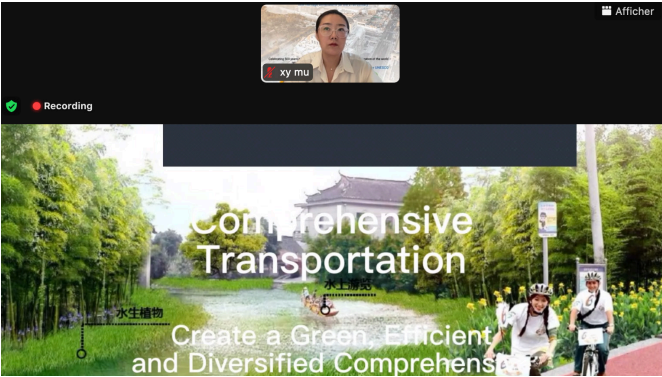 Afficher
xy mu
Recording
Comprehensive
Transportation
水上游览
水生植物
Create a Green, Efficient
and Diversified Comprehens